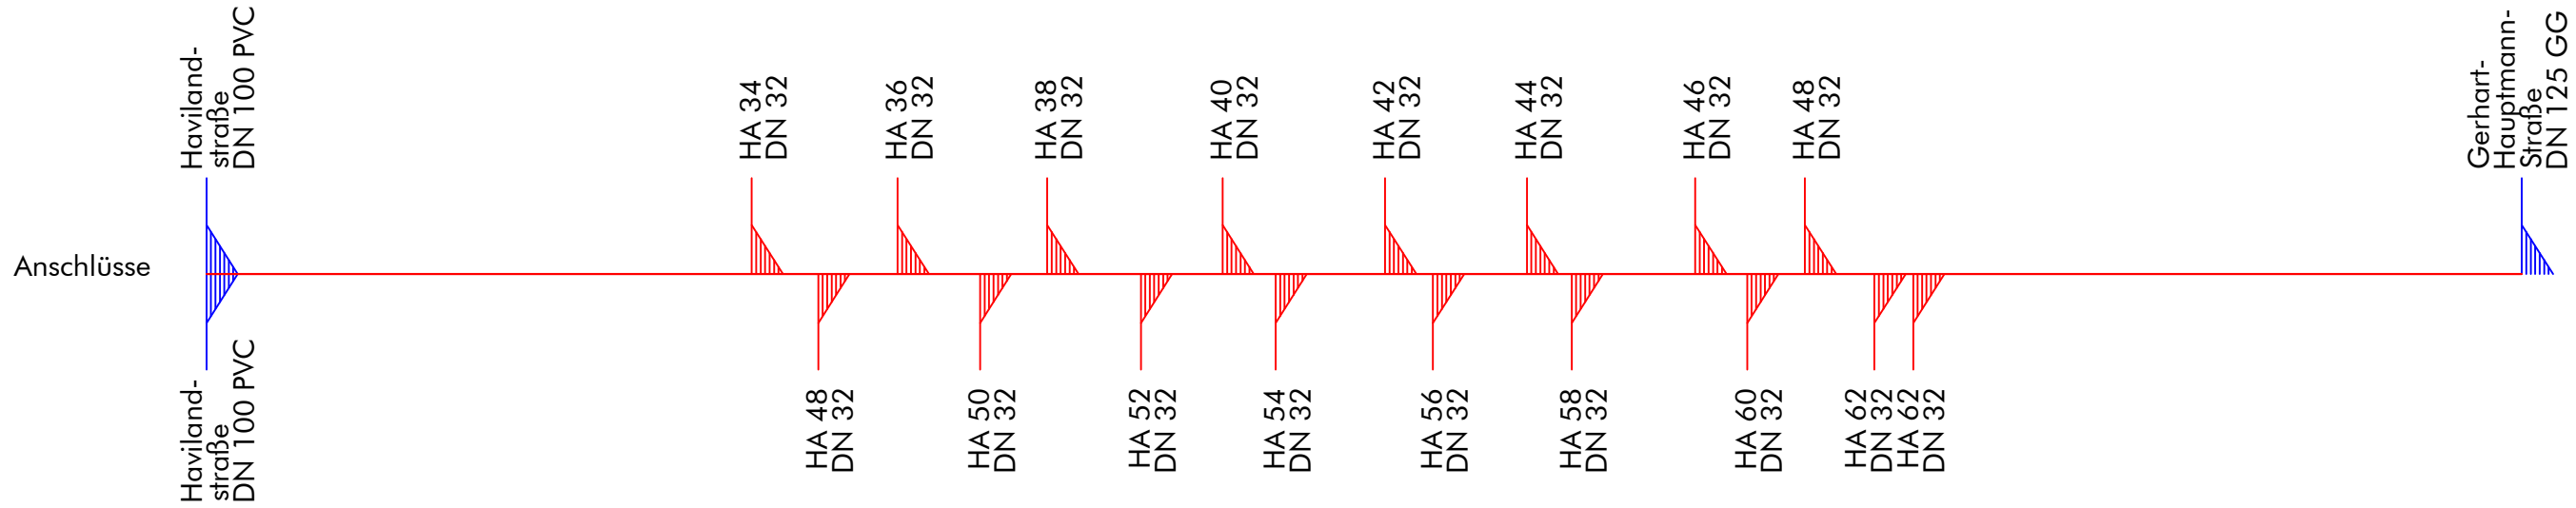 Haviland-
straße
DN 100 PVC
HA 34
DN 32
HA 36
DN 32
HA 38
DN 32
HA 40
DN 32
HA 42
DN 32
HA 44
DN 32
HA 46
DN 32
HA 48
DN 32
Gerhart-
Hauptmann-
Straße
DN 125 GG
Anschlüsse
Haviland-
straße
DN 100 PVC
HA 48
DN 32
HA 50
DN 32
HA 52
DN 32
HA 54
DN 32
HA 56
DN 32
HA 58
DN 32
HA 60
DN 32
HA 62
DN 32
HA 62
DN 32